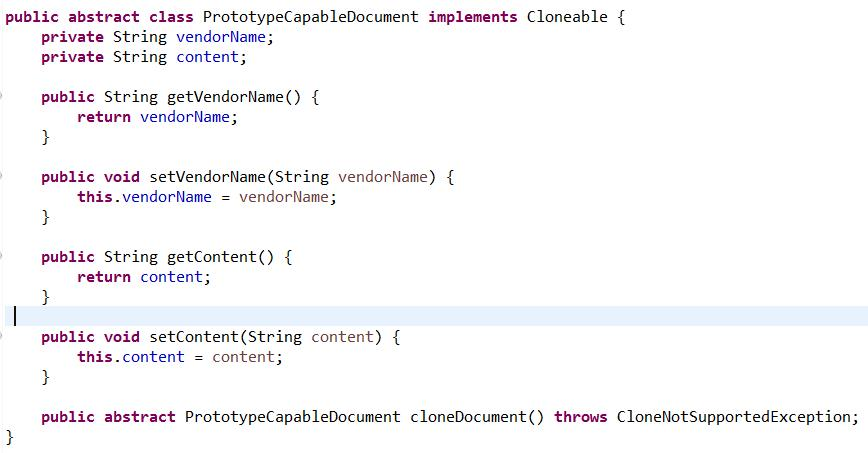 public abstract class PrototypeCapableDocument implements Cloneable {
    private String vendorName;
    private String content;

    public String getVendorName() {
        return vendorName;
    }

    public void setVendorName(String vendorName) {
        this.vendorName = vendorName;
    }

    public String getContent() {
        return content;
    }

    public void setContent(String content) {
        this.content = content;
    }

    public abstract PrototypeCapableDocument cloneDocument() throws CloneNotSupportedException;
}